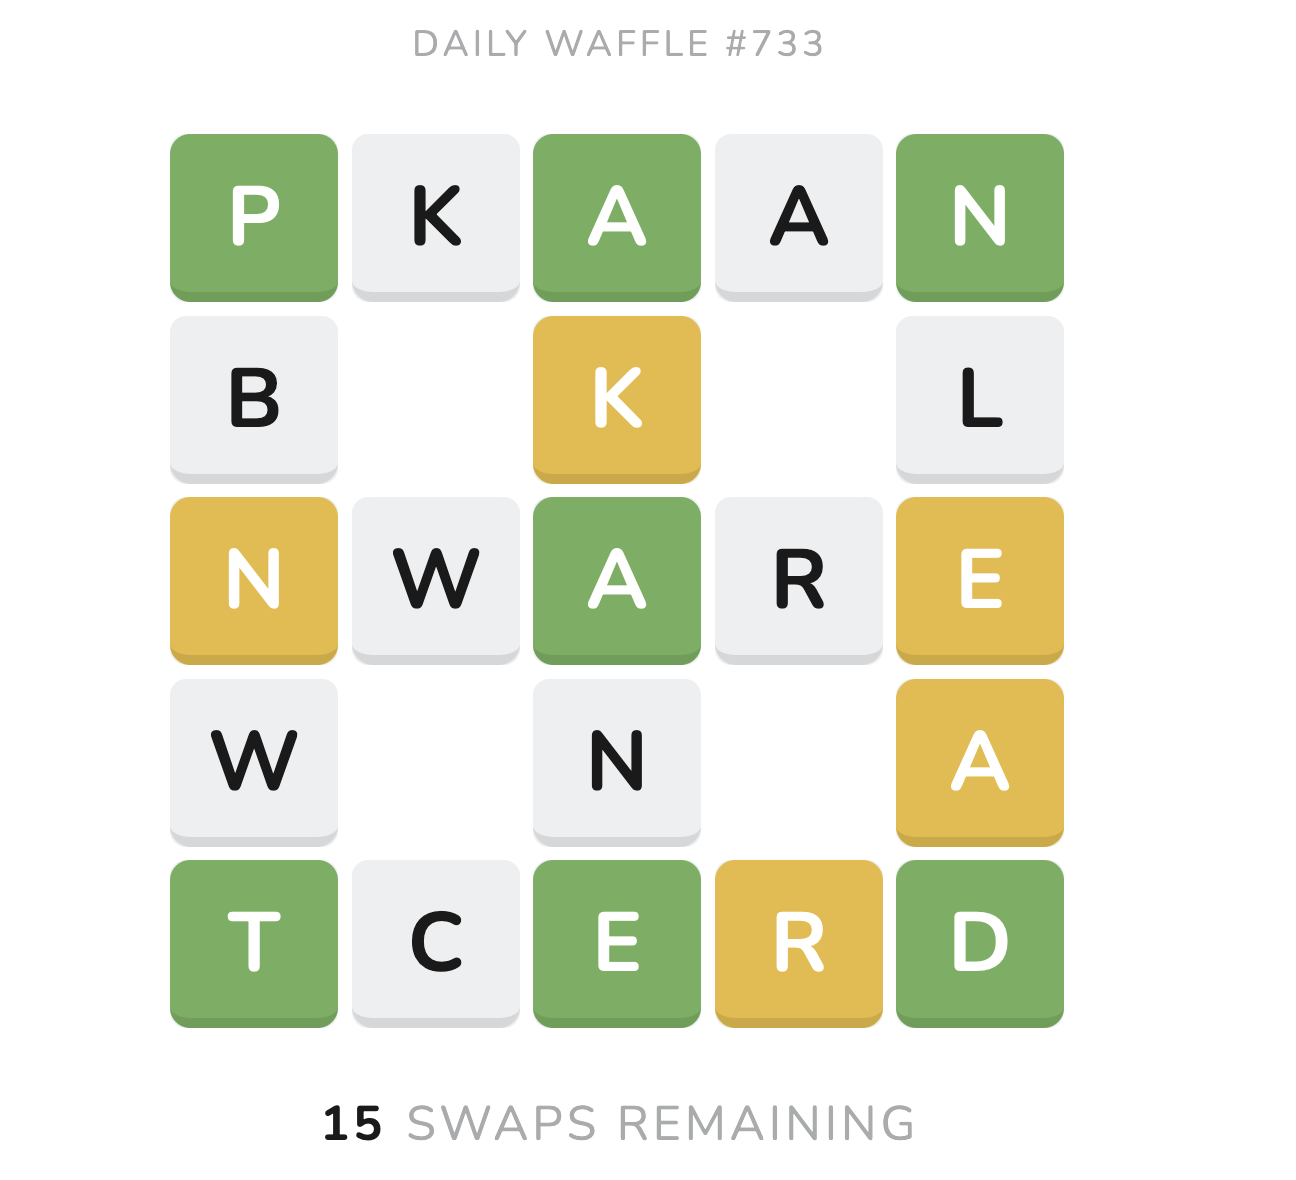 DAILY WAFFLE #733
P K A A N
B K L
N W A R E
W N A
T C E R D
15 SWAPS REMAINING